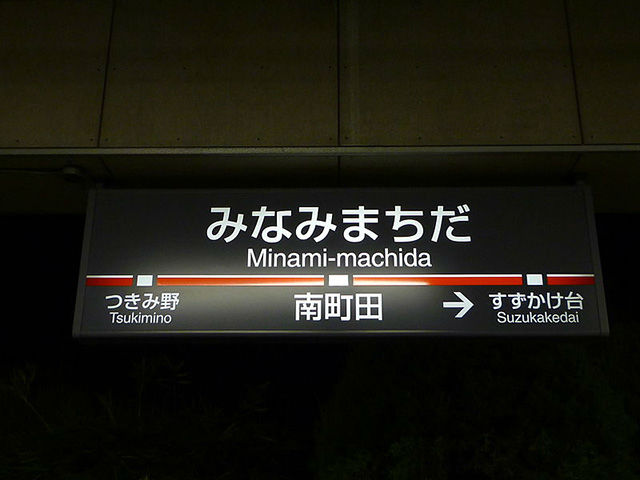 みなみまちだ
Minami-machida
つきみ野 南町田 → すずかけ台
Tsukimino Suzukakedai